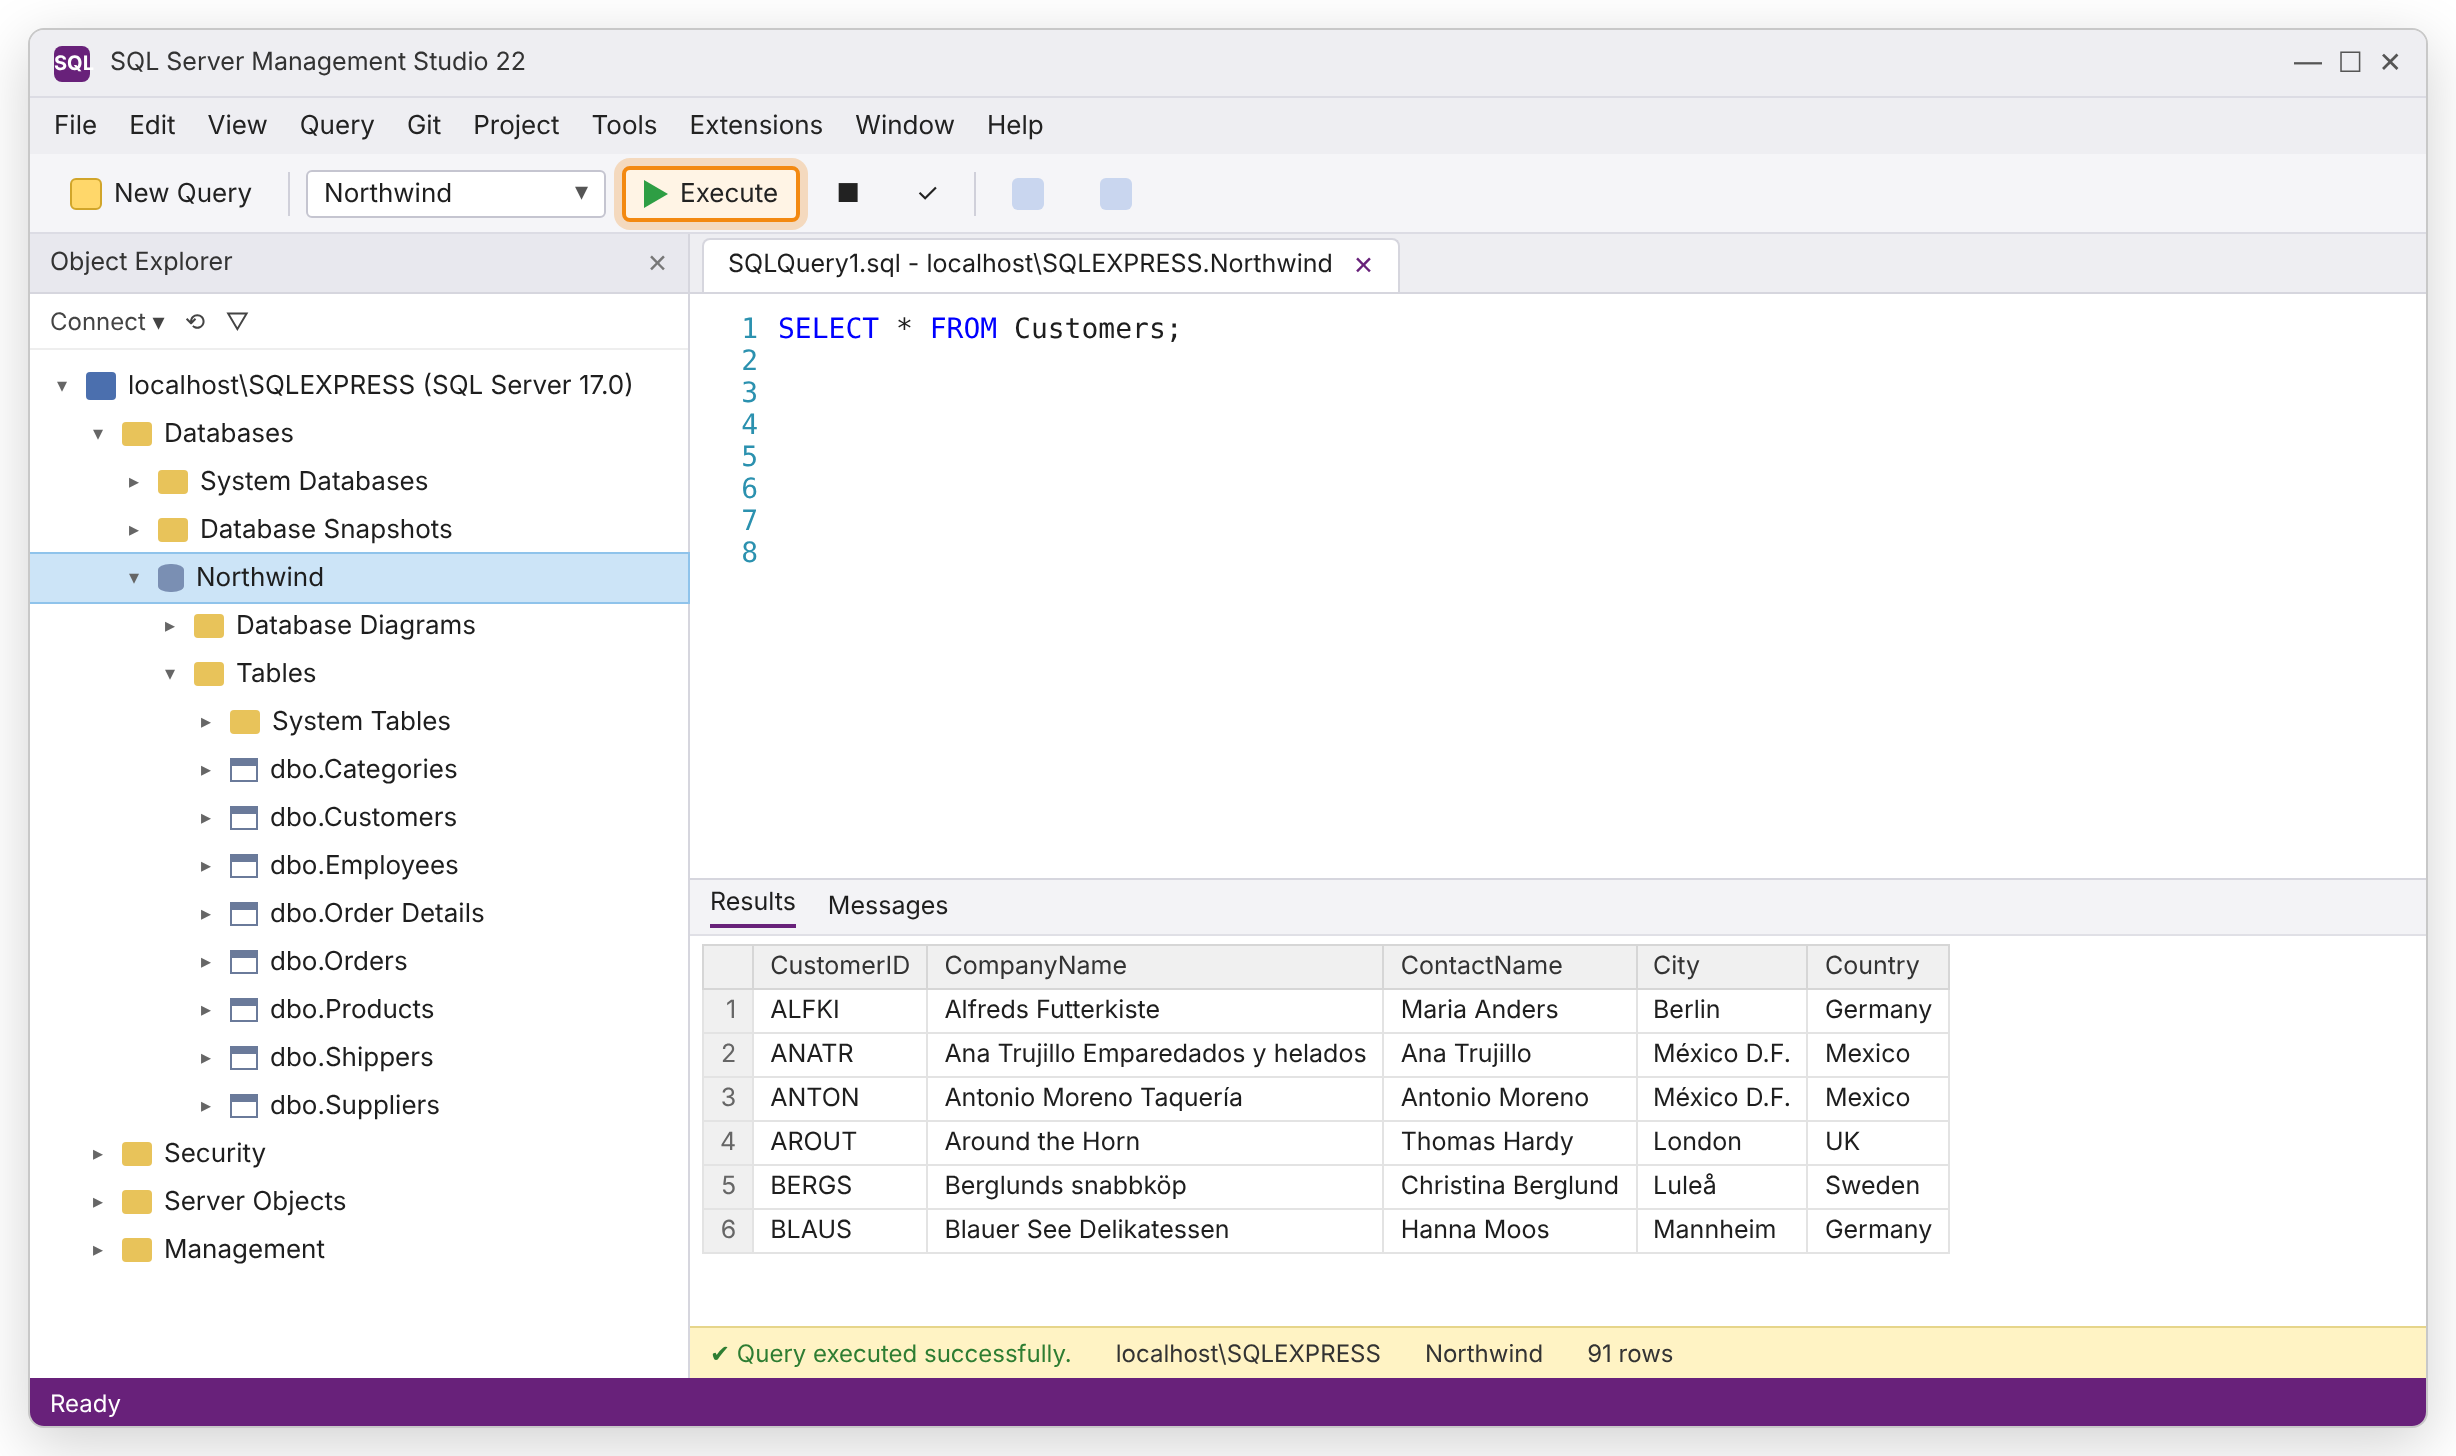 SQL SQL Server Management Studio 22
File Edit View Query Git Project Tools Extensions Window Help
New Query Northwind Execute
Object Explorer
Connect
localhost\SQLEXPRESS (SQL Server 17.0)
Databases
System Databases
Database Snapshots
Northwind
Database Diagrams
Tables
System Tables
dbo.Categories
dbo.Customers
dbo.Employees
dbo.Order Details
dbo.Orders
dbo.Products
dbo.Shippers
dbo.Suppliers
Security
Server Objects
Management
SQLQuery1.sql - localhost\SQLEXPRESS.Northwind
1 SELECT * FROM Customers;
2
3
4
5
6
7
8
Results Messages
CustomerID CompanyName ContactName City Country
1 ALFKI Alfreds Futterkiste Maria Anders Berlin Germany
2 ANATR Ana Trujillo Emparedados y helados Ana Trujillo México D.F. Mexico
3 ANTON Antonio Moreno Taquería Antonio Moreno México D.F. Mexico
4 AROUT Around the Horn Thomas Hardy London UK
5 BERGS Berglunds snabbköp Christina Berglund Luleå Sweden
6 BLAUS Blauer See Delikatessen Hanna Moos Mannheim Germany
✔ Query executed successfully. localhost\SQLEXPRESS Northwind 91 rows
Ready